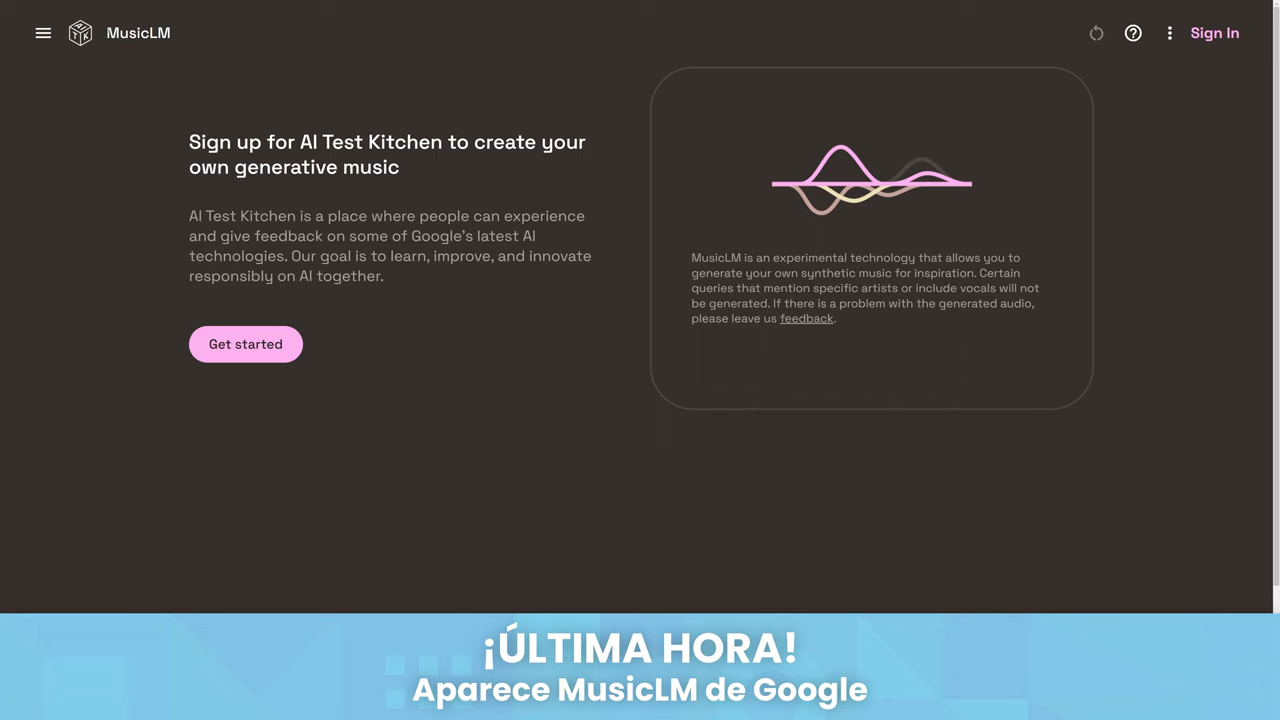 MusicLM
Sign In
Sign up for AI Test Kitchen to create your
own generative music
AI Test Kitchen is a place where people can experience
and give feedback on some of Google's latest AI
technologies. Our goal is to learn, improve, and innovate
responsibly on AI together.
Get started
MusicLM is an experimental technology that allows you to
generate your own synthetic music for inspiration. Certain
queries that mention specific artists or include vocals will not
be generated. If there is a problem with the generated audio,
please leave us feedback.
¡ÚLTIMA HORA!
Aparece MusicLM de Google